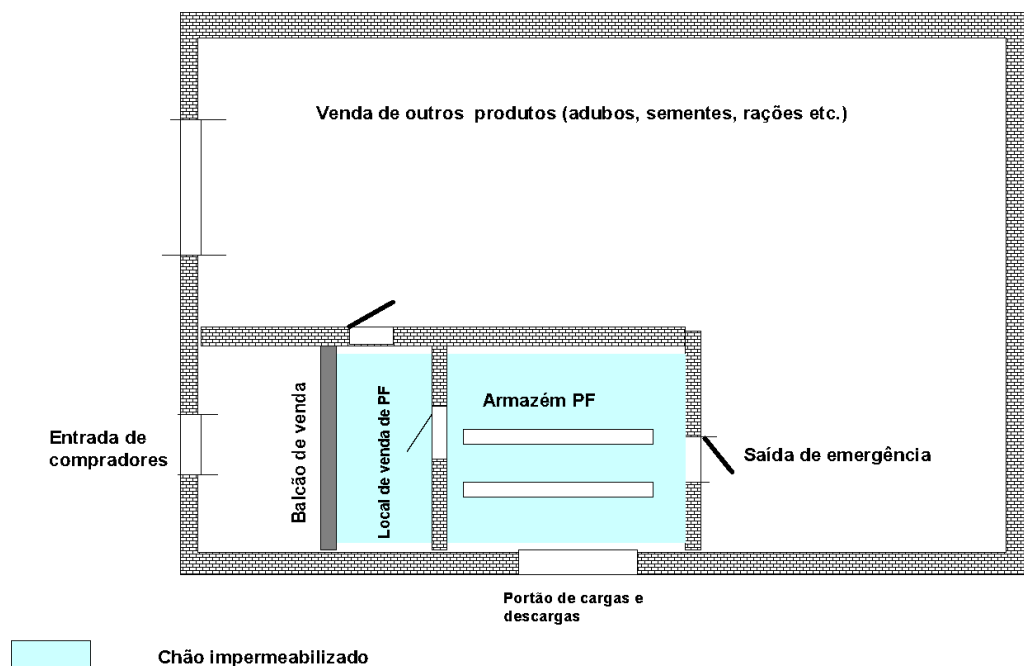 Venda de outros produtos (adubos, sementes, rações etc.)
Entrada de
compradores
Balcão de venda
Local de venda de PF
Armazém PF
Saída de emergência
Portão de cargas e
descargas
Chão impermeabilizado